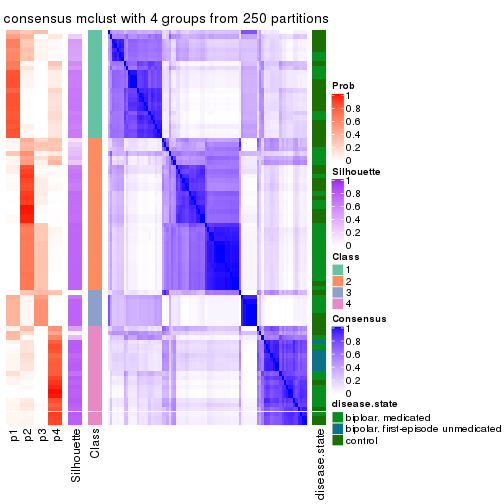 consensus mclust with 4 groups from 250 partitions
Prob
1
0.8
0.6
0.4
0.2
0
Silhouette
1
0.8
0.6
0.4
0.2
0
Class
1
2
3
4
Consensus
1
0.8
0.6
0.4
0.2
0
disease.state
biploar, medicated
bipolar, first-episode unmedicated
control
p1
p2
p3
p4
Silhouette
Class
disease.state